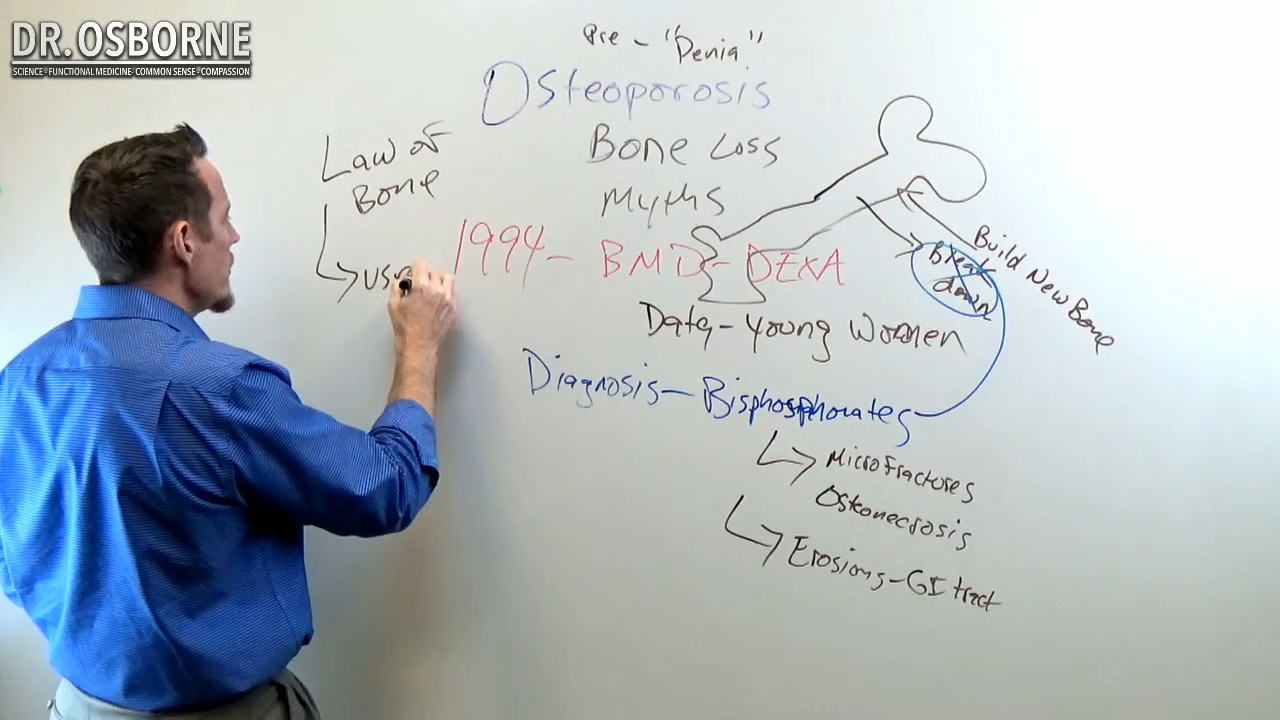 DR. OSBORNE
SCIENCE - FUNCTIONAL MEDICINE - COMMON SENSE - COMPASSION
Pre - "Penia"
Osteoporosis
Bone Loss
Myths
1994 - BMD - DEXA
Data - Young Women
Diagnosis - Bisphosphonates
Microfractures
Osteonecrosis
Erosions - GI tract
Law of
Bone
Build New Bone
Break
down